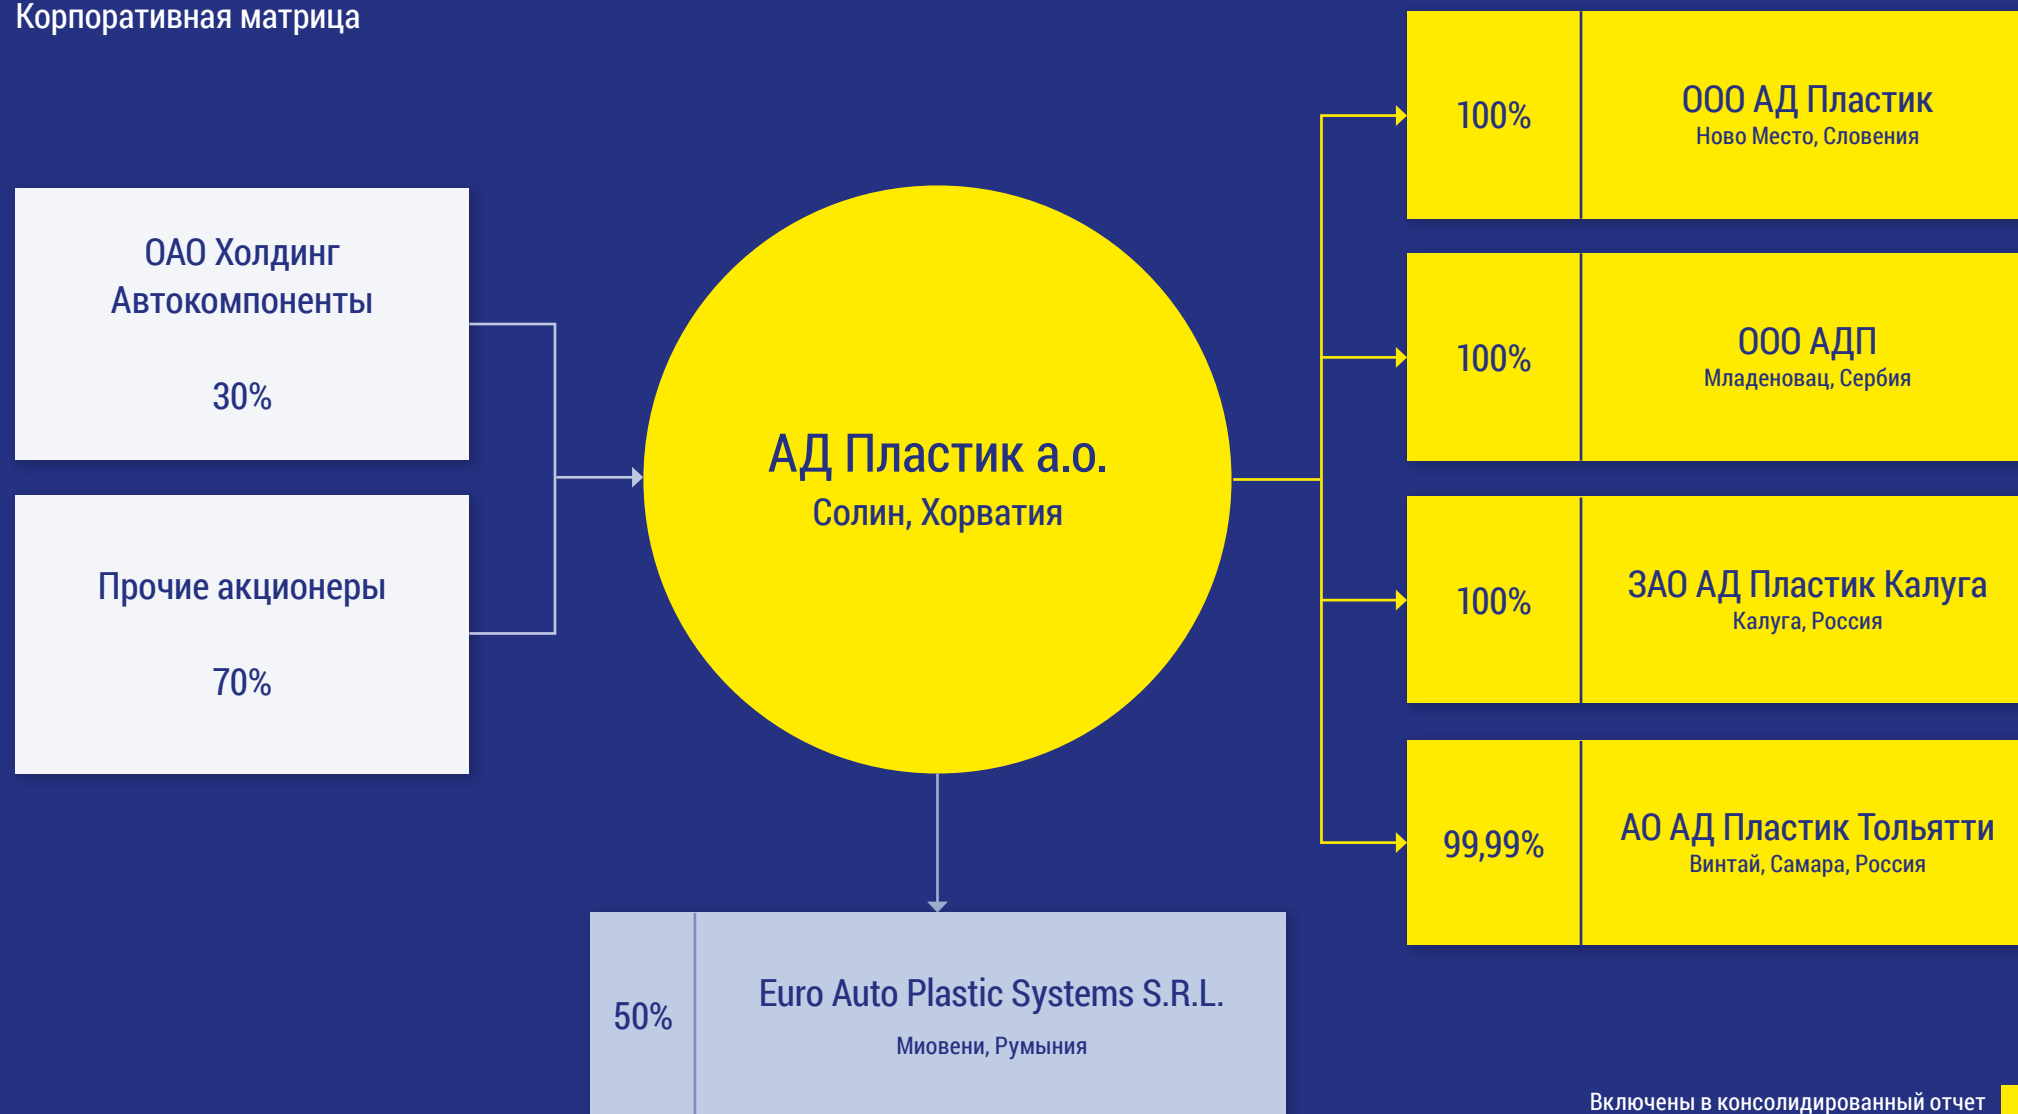 Корпоративная матрица
ОАО Холдинг
Автокомпоненты
30%
Прочие акционеры
70%
АД Пластик а.о.
Солин, Хорватия
100%
ООО АД Пластик
Ново Место, Словения
100%
ООО АДП
Младеновац, Сербия
100%
ЗАО АД Пластик Калуга
Калуга, Россия
99,99%
АО АД Пластик Тольятти
Винтай, Самара, Россия
50%
Euro Auto Plastic Systems S.R.L.
Миовени, Румыния
Включены в консолидированный отчет